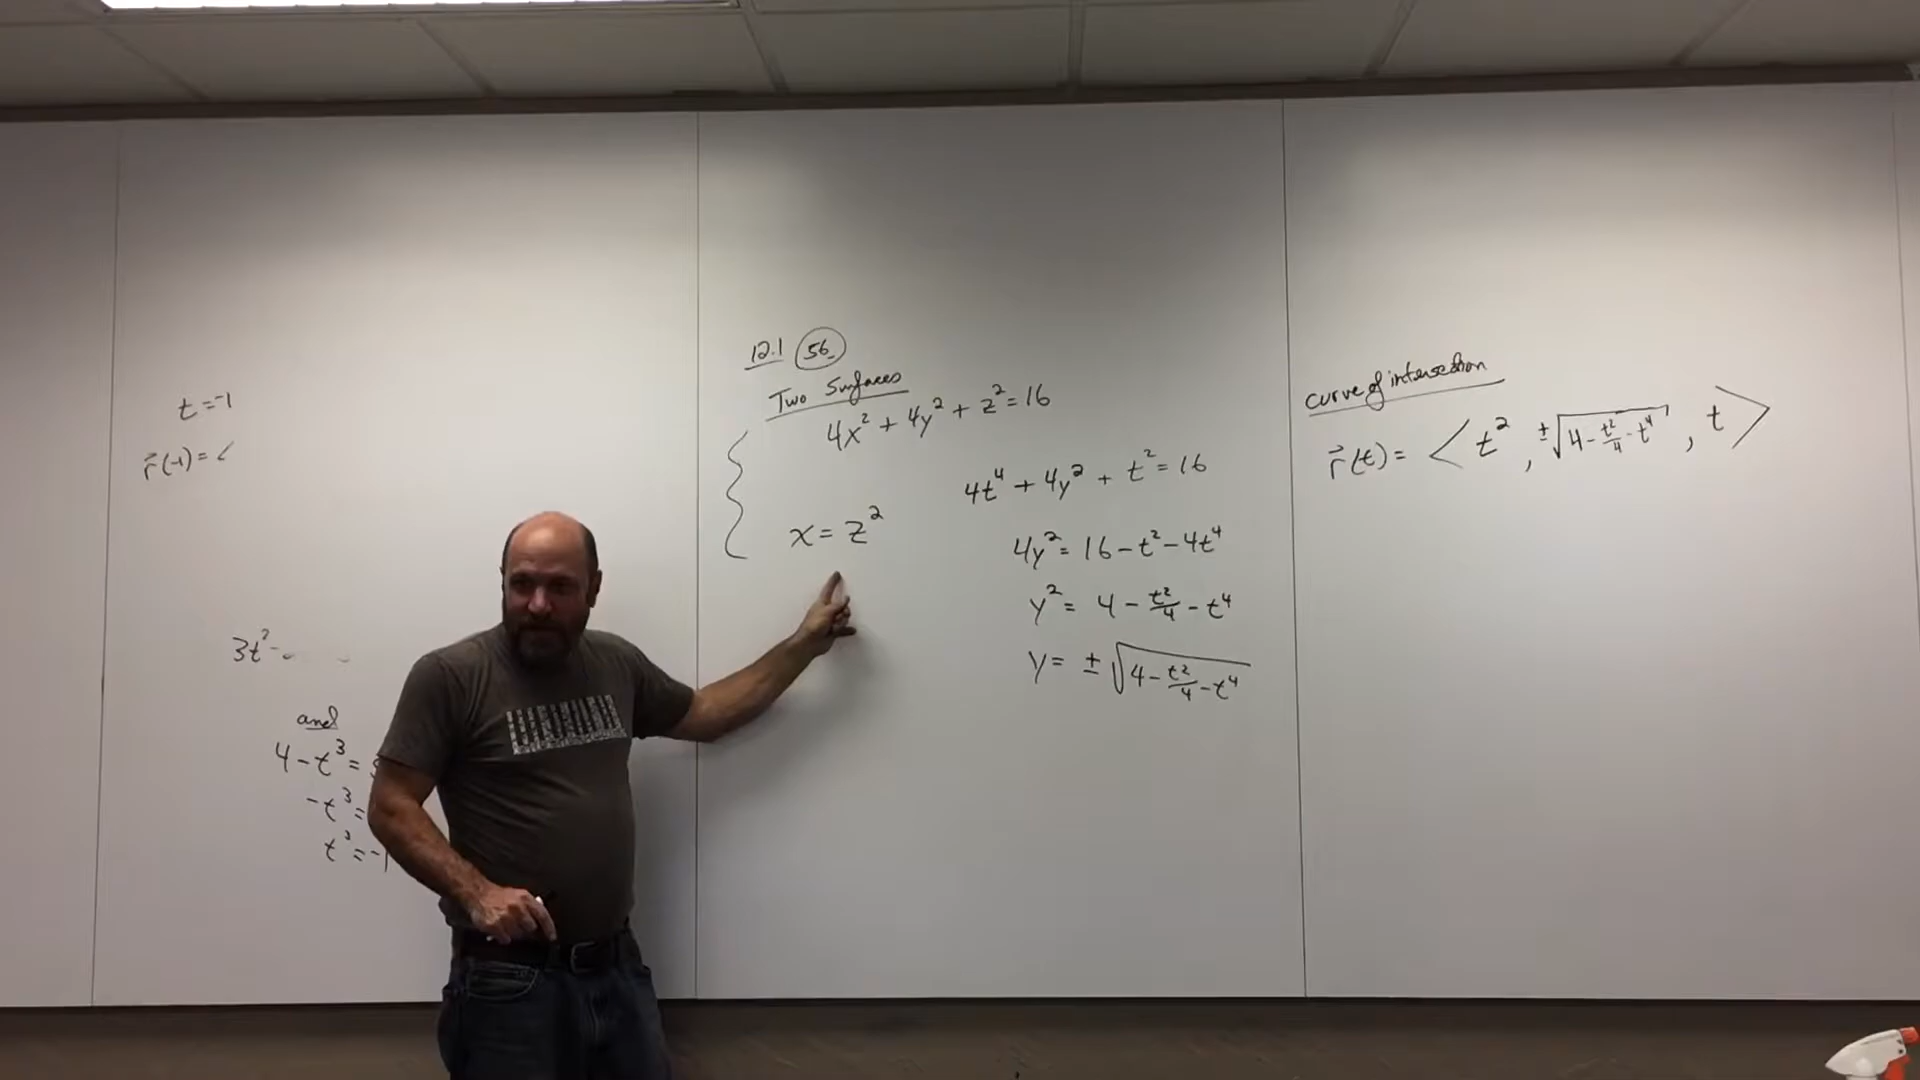 t = -1
r⃗(-1) = <
3t² -
and
4 - t³ =
-t³ =
t³ = -1
12.1 56.
Two Surfaces
4x² + 4y² + z² = 16
x = z²
4t⁴ + 4y² + t² = 16
4y² = 16 - t² - 4t⁴
y² = 4 - t²/4 - t⁴
y = ± √(4 - t²/4 - t⁴)
curve of intersection
r⃗(t) = < t², ±√(4 - t²/4 - t⁴), t >